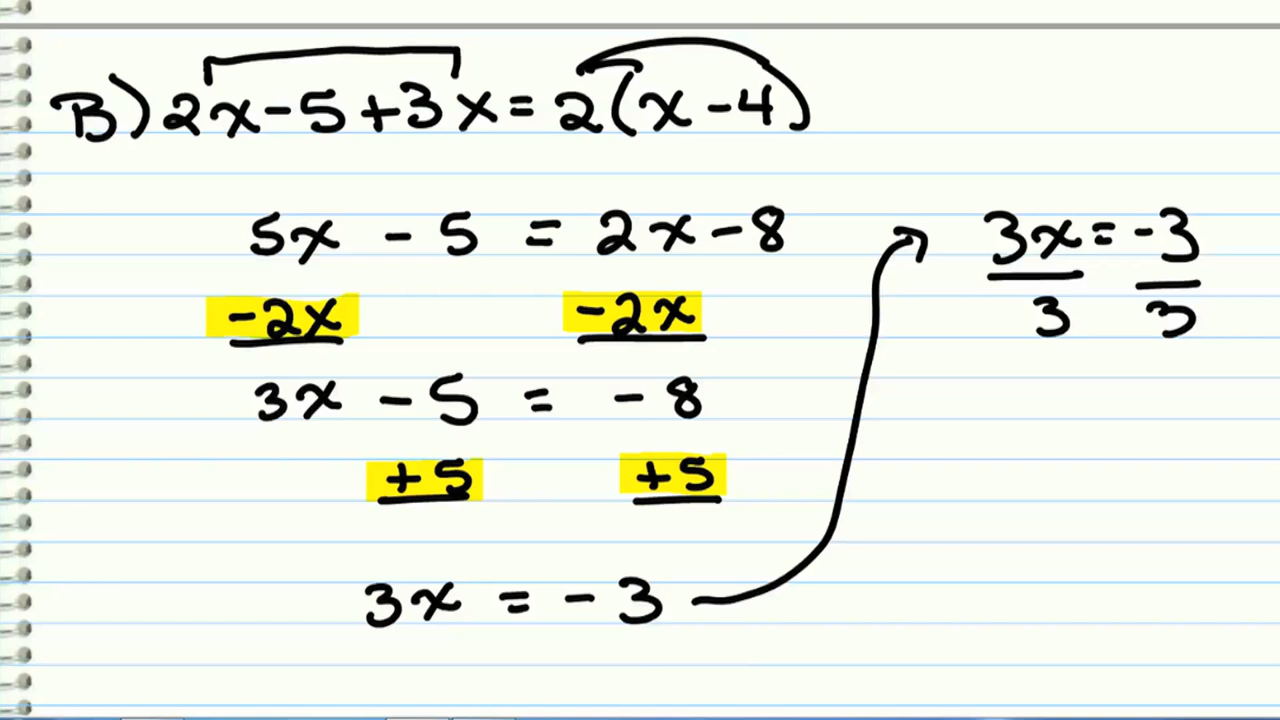 B) 2x - 5 + 3x = 2(x - 4)
5x - 5 = 2x - 8
-2x -2x
3x - 5 = -8
+5 +5
3x = -3
3x = -3
3 3